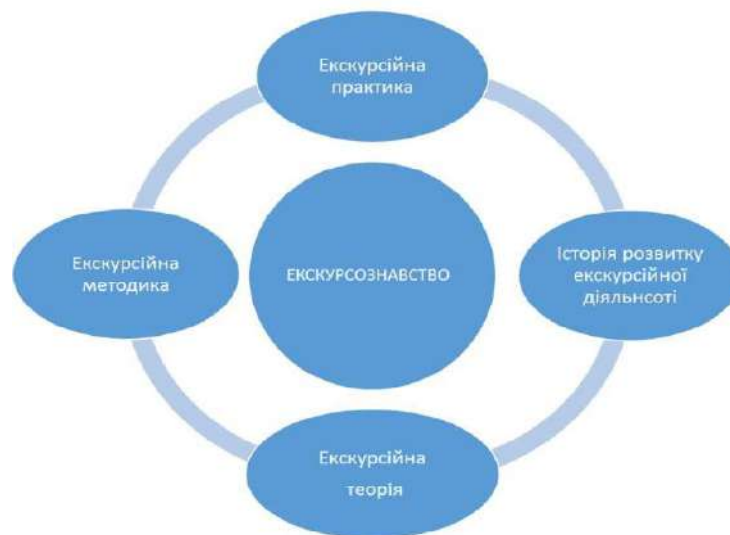 Екскурсійна
практика
Екскурсійна
методика
ЕКСКУРСОЗНАВСТВО
Історія розвитку
екскурсійної
діяльнсоті
Екскурсійна
теорія